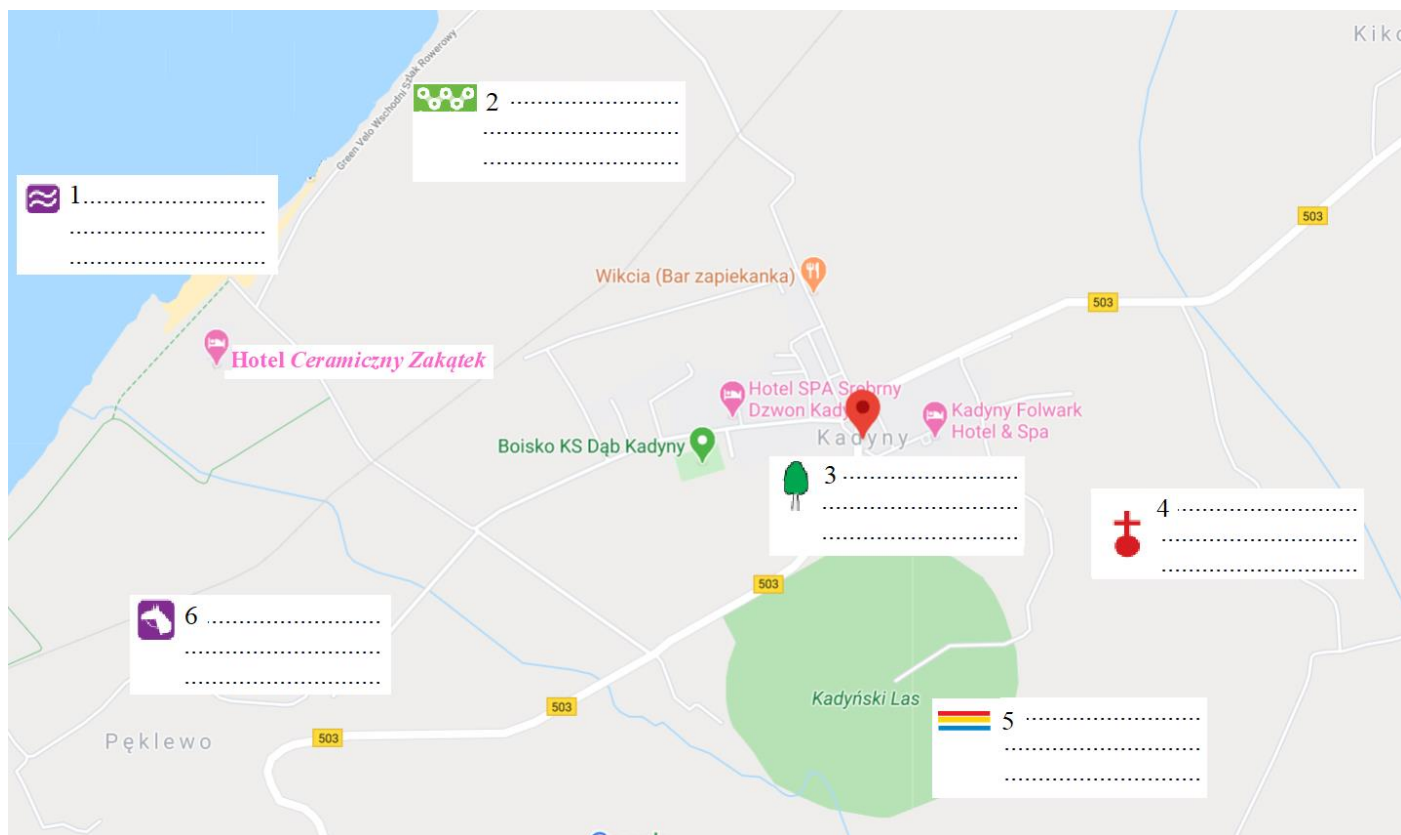 Kikc
Green Velo Wschodni Szlak Rowerowy
2 ..............................
..............................
..............................
1..............................
..............................
..............................
503
Wikcia (Bar zapiekanka)
503
Hotel Ceramiczny Zakątek
Hotel SPA Srebrny
Dzwon Kady
Kadyny Folwark
Hotel & Spa
Kadyny
Boisko KS Dąb Kadyny
3 ..............................
..............................
..............................
4 ..............................
..............................
..............................
503
6 ..............................
..............................
..............................
Kadyński Las
503
5 ..............................
..............................
..............................
Pęklewo
503